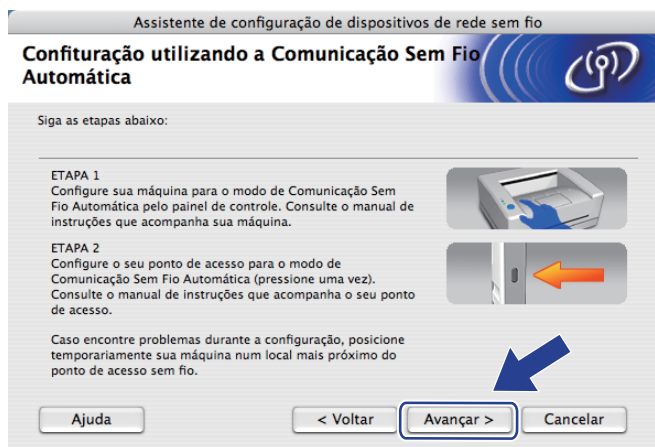 Assistente de configuração de dispositivos de rede sem fio
Confituração utilizando a Comunicação Sem Fio
Automática
Siga as etapas abaixo:
ETAPA 1
Configure sua máquina para o modo de Comunicação Sem
Fio Automática pelo painel de controle. Consulte o manual de
instruções que acompanha sua máquina.
ETAPA 2
Configure o seu ponto de acesso para o modo de
Comunicação Sem Fio Automática (pressione uma vez).
Consulte o manual de instruções que acompanha o seu ponto
de acesso.
Caso encontre problemas durante a configuração, posicione
temporariamente sua máquina num local mais próximo do
ponto de acesso sem fio.
Ajuda
< Voltar
Avançar >
Cancelar